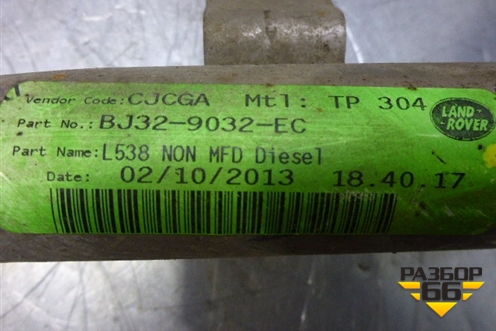 Vendor Code: CJCGA Mtl: TP 304
Part No.: BJ32-9032-EC
LAND-
ROVER
Part Name: L538 NON MFD Diesel
Date: 02/10/2013 18.40.17
РАЗБОР
66